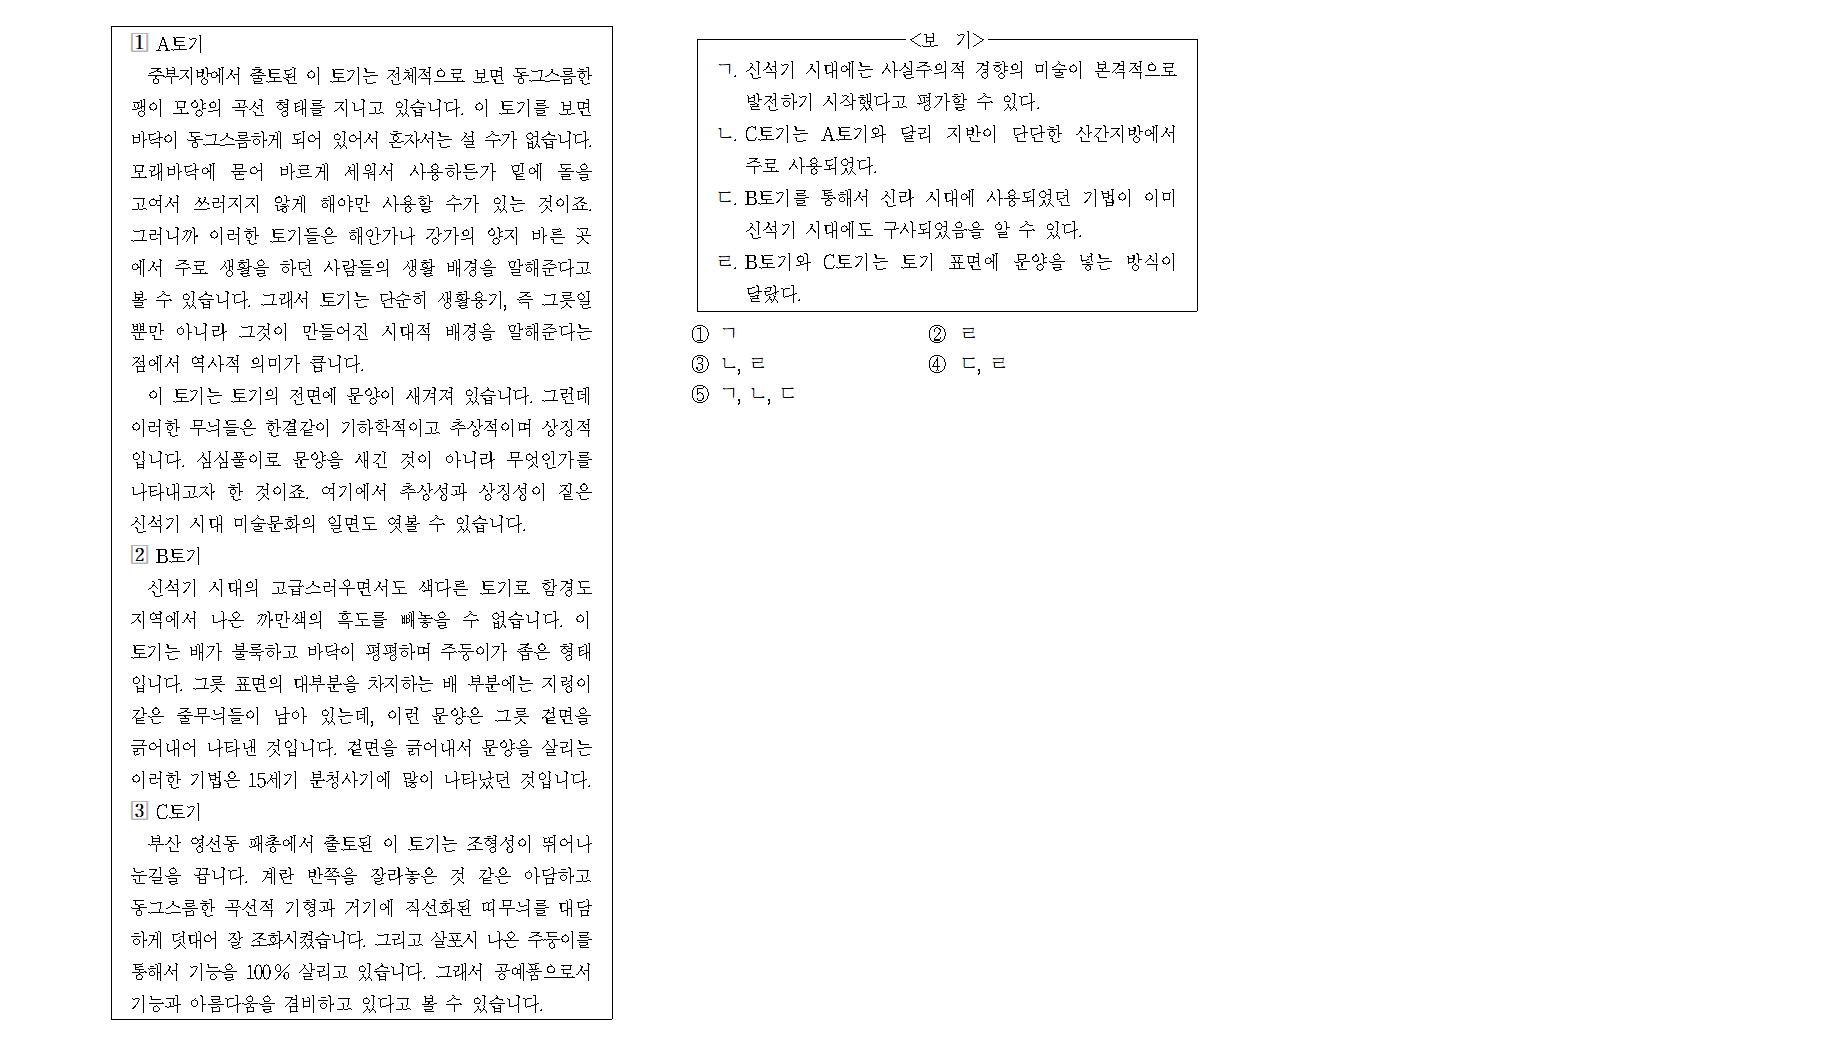 1 A토기
중부지방에서 출토된 이 토기는 전체적으로 보면 동그스름한
팽이 모양의 곡선 형태를 지니고 있습니다. 이 토기를 보면
바닥이 동그스름하게 되어 있어서 혼자서는 설 수가 없습니다.
모래바닥에 묻어 바르게 세워서 사용하든가 밑에 돌을
고여서 쓰러지지 않게 해야만 사용할 수가 있는 것이죠.
그러니까 이러한 토기들은 해안가나 강가의 양지 바른 곳
에서 주로 생활을 하던 사람들의 생활 배경을 말해준다고
볼 수 있습니다. 그래서 토기는 단순히 생활용기, 즉 그릇일
뿐만 아니라 그것이 만들어진 시대적 배경을 말해준다는
점에서 역사적 의미가 큽니다.
이 토기는 토기의 전면에 문양이 새겨져 있습니다. 그런데
이러한 무늬들은 한결같이 기하학적이고 추상적이며 상징적
입니다. 심심풀이로 문양을 새긴 것이 아니라 무엇인가를
나타내고자 한 것이죠. 여기에서 추상성과 상징성이 짙은
신석기 시대 미술문화의 일면도 엿볼 수 있습니다.
2 B토기
신석기 시대의 고급스러우면서도 색다른 토기로 함경도
지역에서 나온 까만색의 흑도를 빼놓을 수 없습니다. 이
토기는 배가 불룩하고 바닥이 평평하며 주둥이가 좁은 형태
입니다. 그릇 표면의 대부분을 차지하는 배 부분에는 지렁이
같은 줄무늬들이 남아 있는데, 이런 문양은 그릇 겉면을
긁어내어 나타낸 것입니다. 겉면을 긁어내서 문양을 살리는
이러한 기법은 15세기 분청사기에 많이 나타났던 것입니다.
3 C토기
부산 영선동 패총에서 출토된 이 토기는 조형성이 뛰어나
눈길을 끕니다. 계란 반쪽을 잘라놓은 것 같은 아담하고
동그스름한 곡선적 기형과 거기에 직선화된 띠무늬를 대담
하게 덧대어 잘 조화시켰습니다. 그리고 살포시 나온 주둥이를
통해서 기능을 100% 살리고 있습니다. 그래서 공예품으로서
기능과 아름다움을 겸비하고 있다고 볼 수 있습니다.
<보 기>
ㄱ. 신석기 시대에는 사실주의적 경향의 미술이 본격적으로
발전하기 시작했다고 평가할 수 있다.
ㄴ. C토기는 A토기와 달리 지반이 단단한 산간지방에서
주로 사용되었다.
ㄷ. B토기를 통해서 신라 시대에 사용되었던 기법이 이미
신석기 시대에도 구사되었음을 알 수 있다.
ㄹ. B토기와 C토기는 토기 표면에 문양을 넣는 방식이
달랐다.
① ㄱ ② ㄹ
③ ㄴ, ㄹ ④ ㄷ, ㄹ
⑤ ㄱ, ㄴ, ㄷ